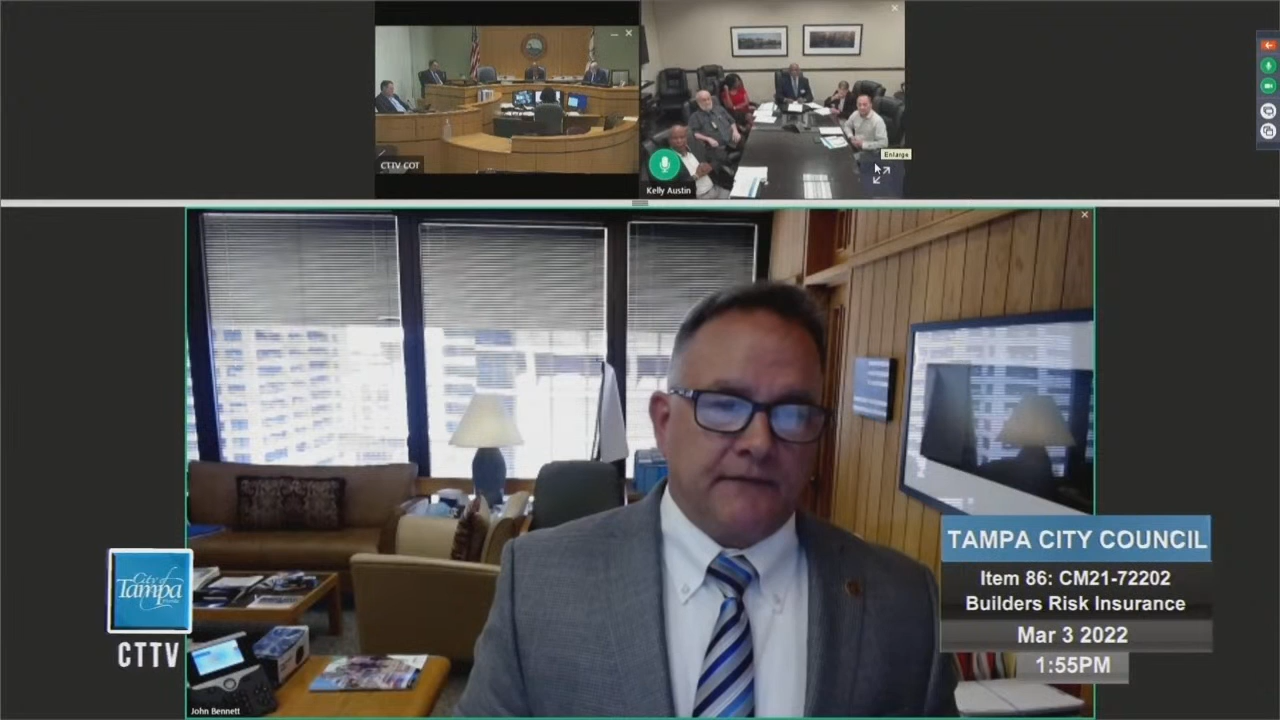 CTTV COT
Enlarge
Kelly Austin
TAMPA CITY COUNCIL
Item 86: CM21-72202
Builders Risk Insurance
Mar 3 2022
1:55PM
City of
Tampa
CTTV
John Bennett